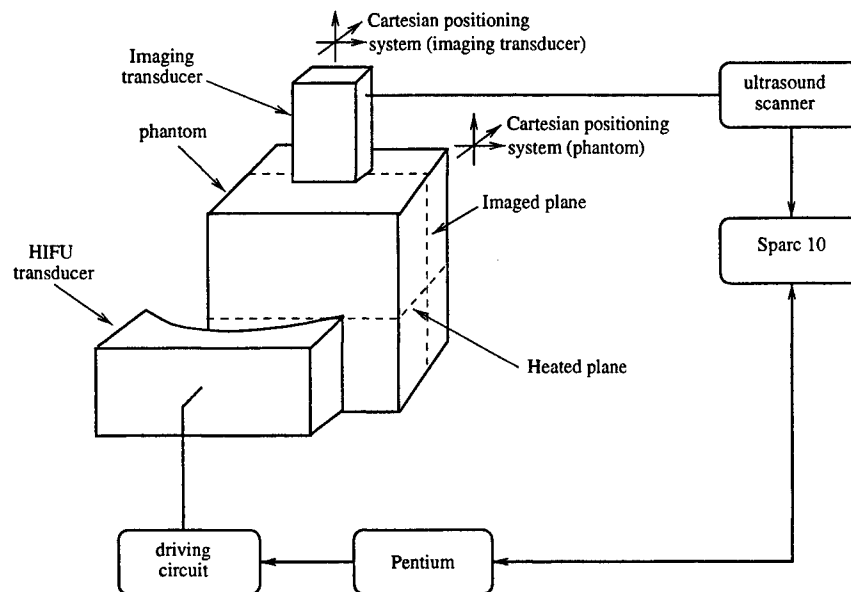 Cartesian positioning
system (imaging transducer)
Imaging
transducer
ultrasound
scanner
phantom
Cartesian positioning
system (phantom)
Imaged plane
Sparc 10
HIFU
transducer
Heated plane
driving
circuit
Pentium